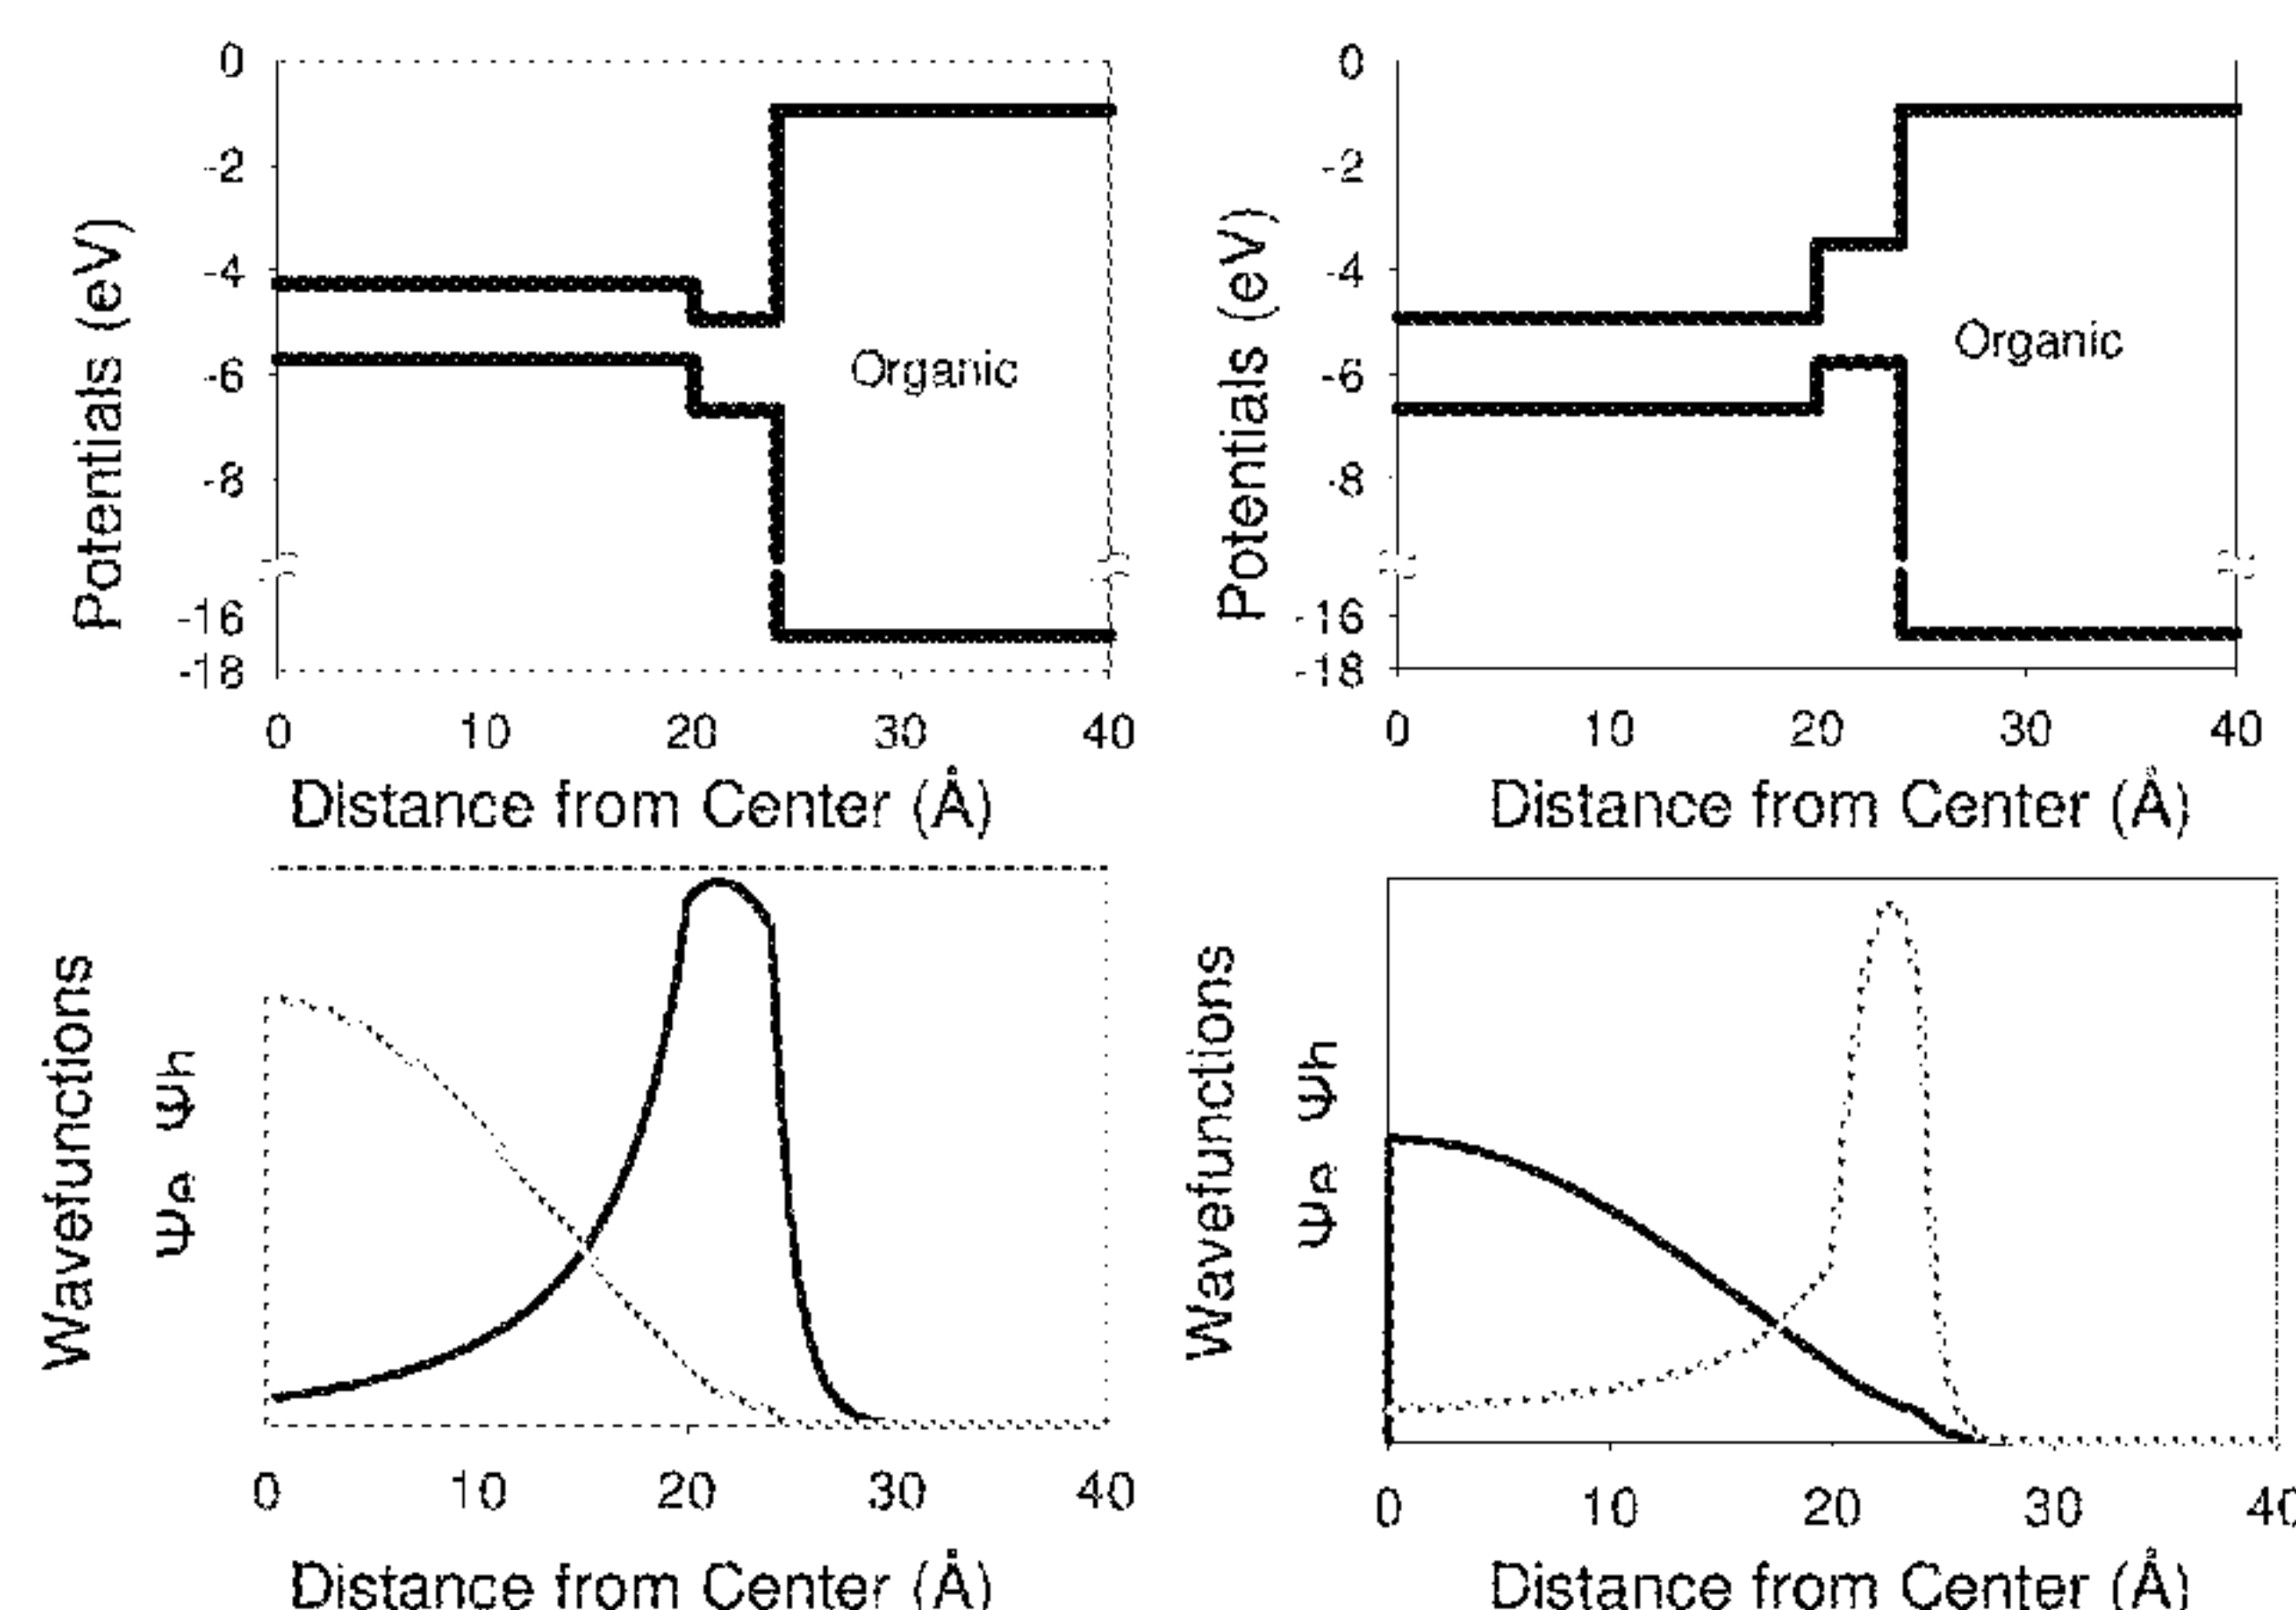 0
-2
-4
-6
-8
-16
-18
Potentials (eV)
Organic
0 10 20 30 40
Distance from Center (Å)
0
-2
-4
-6
-8
-16
-18
Potentials (eV)
Organic
0 10 20 30 40
Distance from Center (Å)
Wavefunctions
Ψe Ψh
0 10 20 30 40
Distance from Center (Å)
Wavefunctions
Ψe Ψh
0 10 20 30 40
Distance from Center (Å)